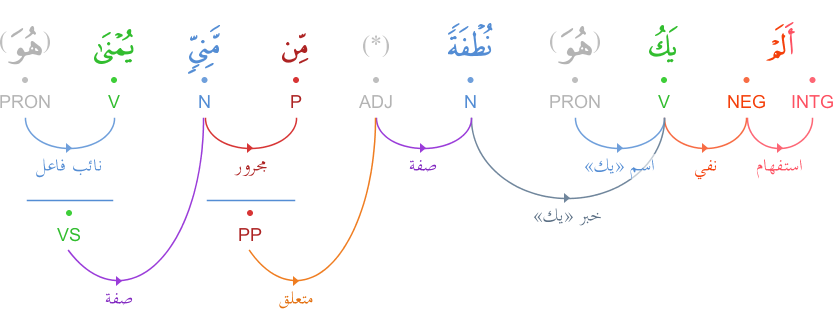 أَلَمْ يَكُ (هُوَ) نُطْفَةً (*) مِّن مَّنِىٍّ يُمْنَىٰ (هُوَ)
INTG NEG V PRON N ADJ P N V PRON
استفهام نفي اسم «يك» صفة مجرور نائب فاعل
خبر «يك»
PP VS
متعلق صفة